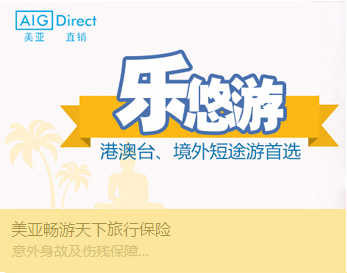 AIG Direct
美亚 直销
乐悠游
港澳台、境外短途游首选
美亚畅游天下旅行保险
意外身故及伤残保障...